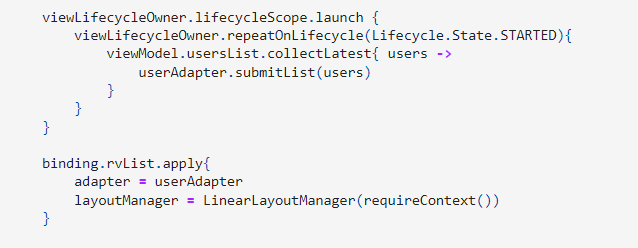 viewLifecycleOwner.lifecycleScope.launch {
    viewLifecycleOwner.repeatOnLifecycle(Lifecycle.State.STARTED){
        viewModel.usersList.collectLatest{ users ->
            userAdapter.submitList(users)
        }
    }
}

binding.rvList.apply{
    adapter = userAdapter
    layoutManager = LinearLayoutManager(requireContext())
}